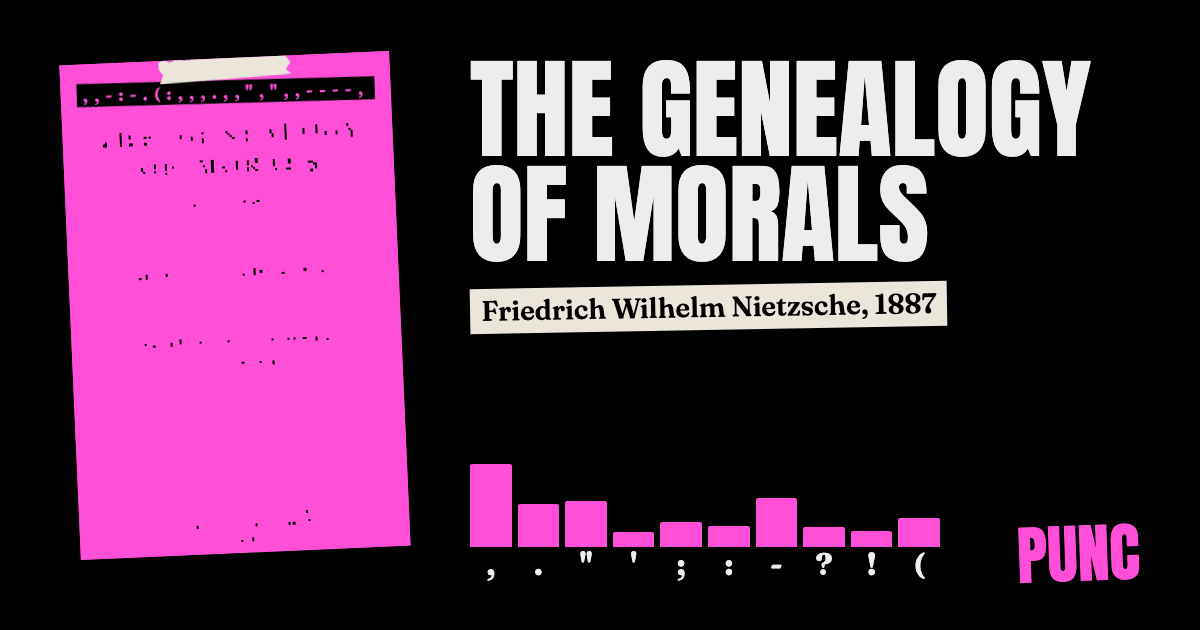 ,,-:-.(:,,,.,,",",,----,
THE GENEALOGY
OF MORALS
Friedrich Wilhelm Nietzsche, 1887
, . " ' ; : - ? ! (
PUNC